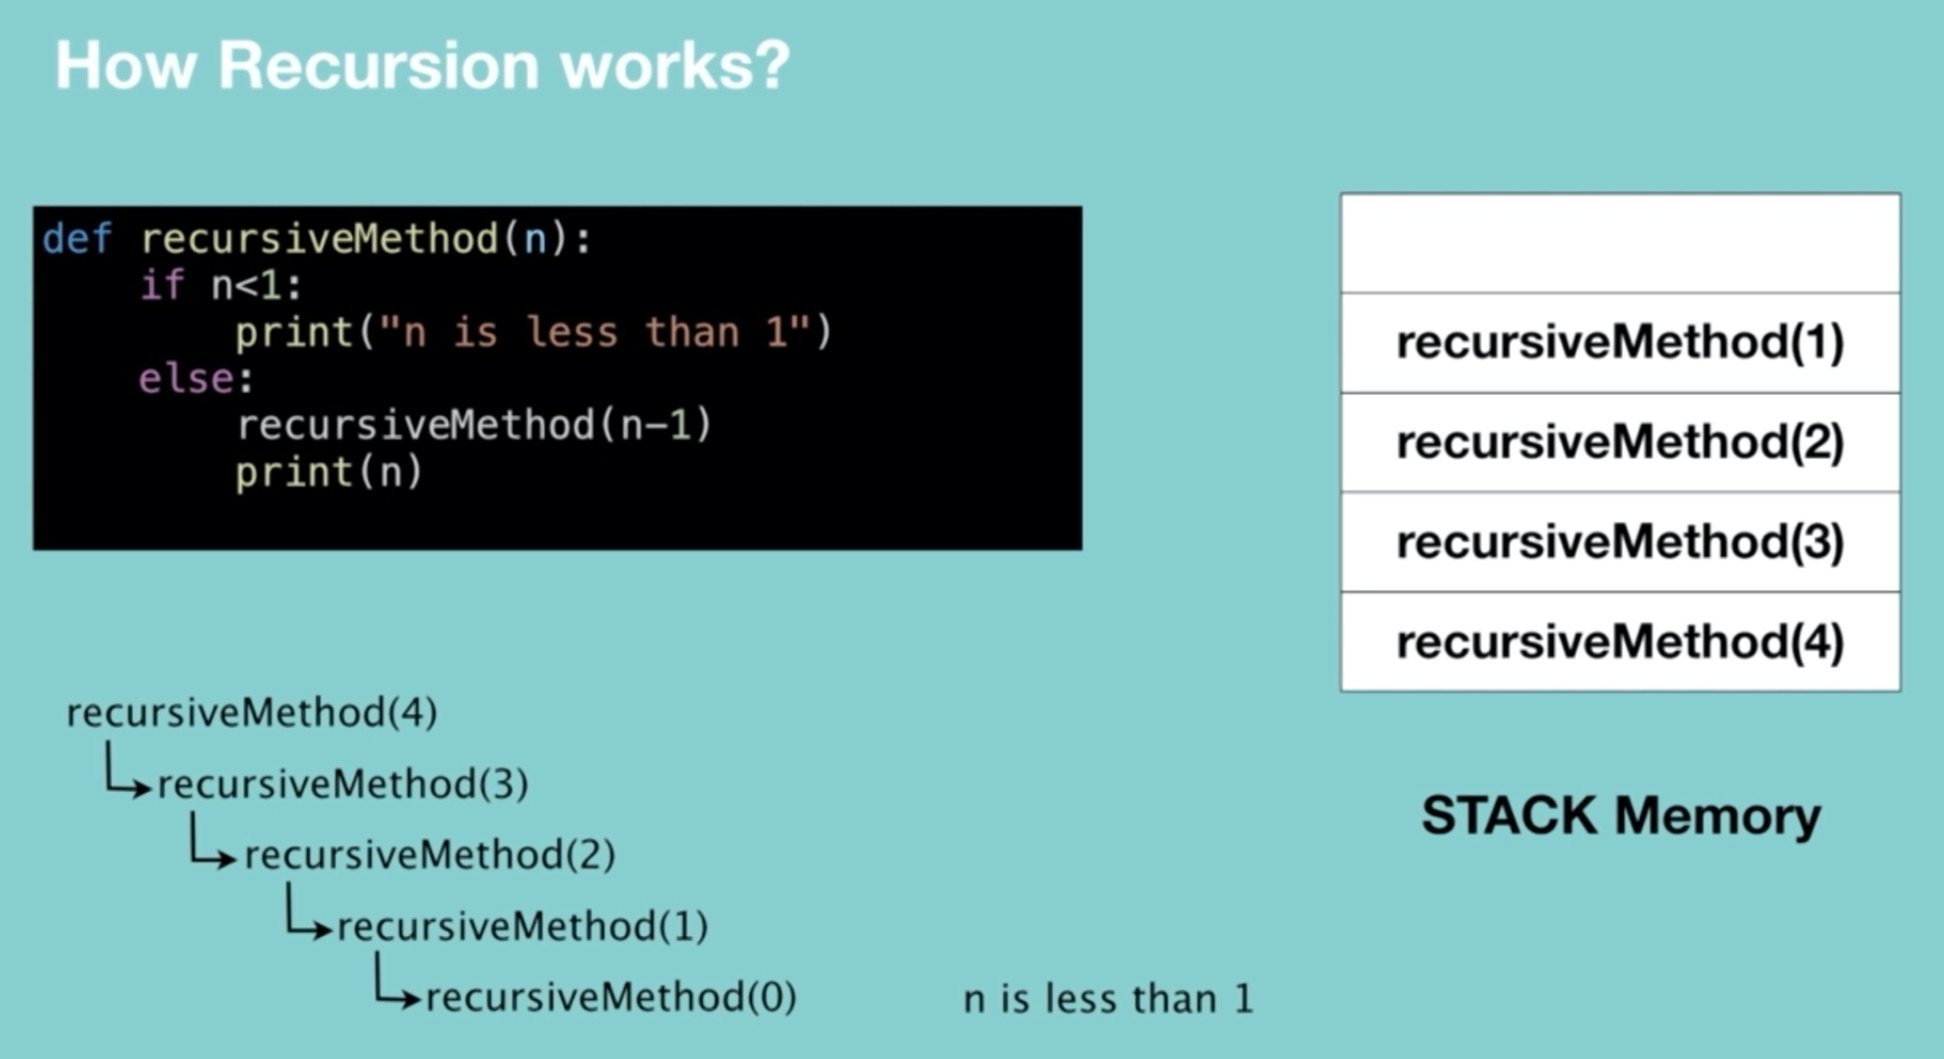 How Recursion works?
def recursiveMethod(n):
    if n<1:
        print("n is less than 1")
    else:
        recursiveMethod(n-1)
        print(n)
recursiveMethod(1)
recursiveMethod(2)
recursiveMethod(3)
recursiveMethod(4)
STACK Memory
recursiveMethod(4)
recursiveMethod(3)
recursiveMethod(2)
recursiveMethod(1)
recursiveMethod(0) n is less than 1